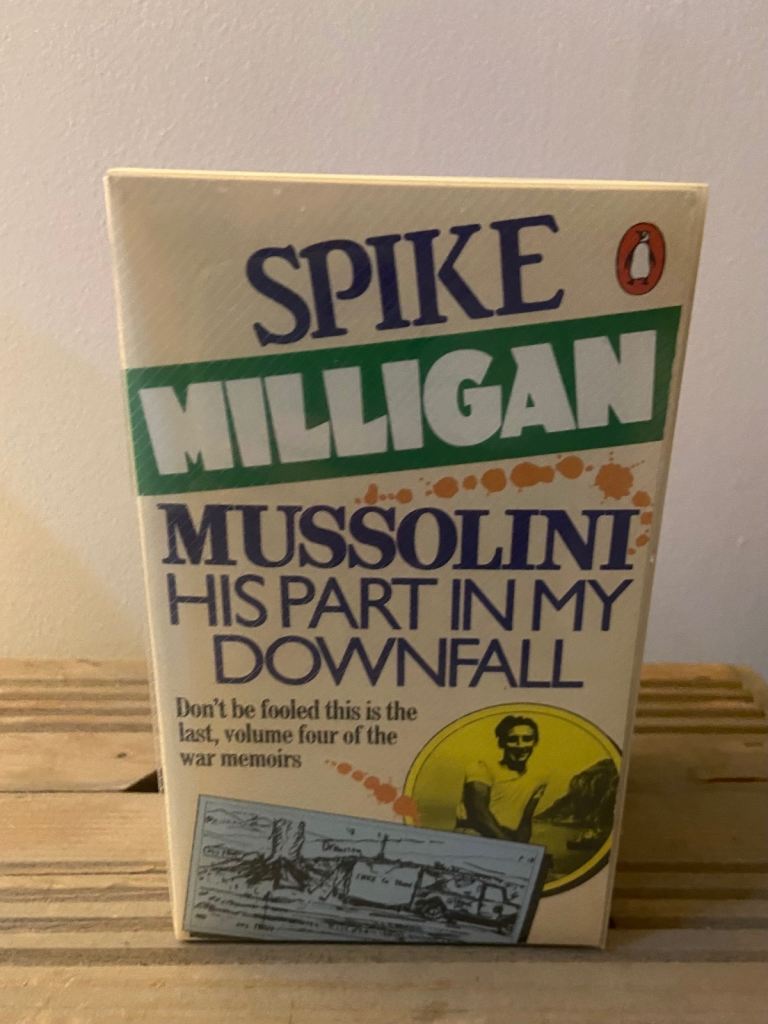 SPIKE
MILLIGAN
MUSSOLINI
HIS PART IN MY
DOWNFALL
Don't be fooled this is the
last, volume four of the
war memoirs